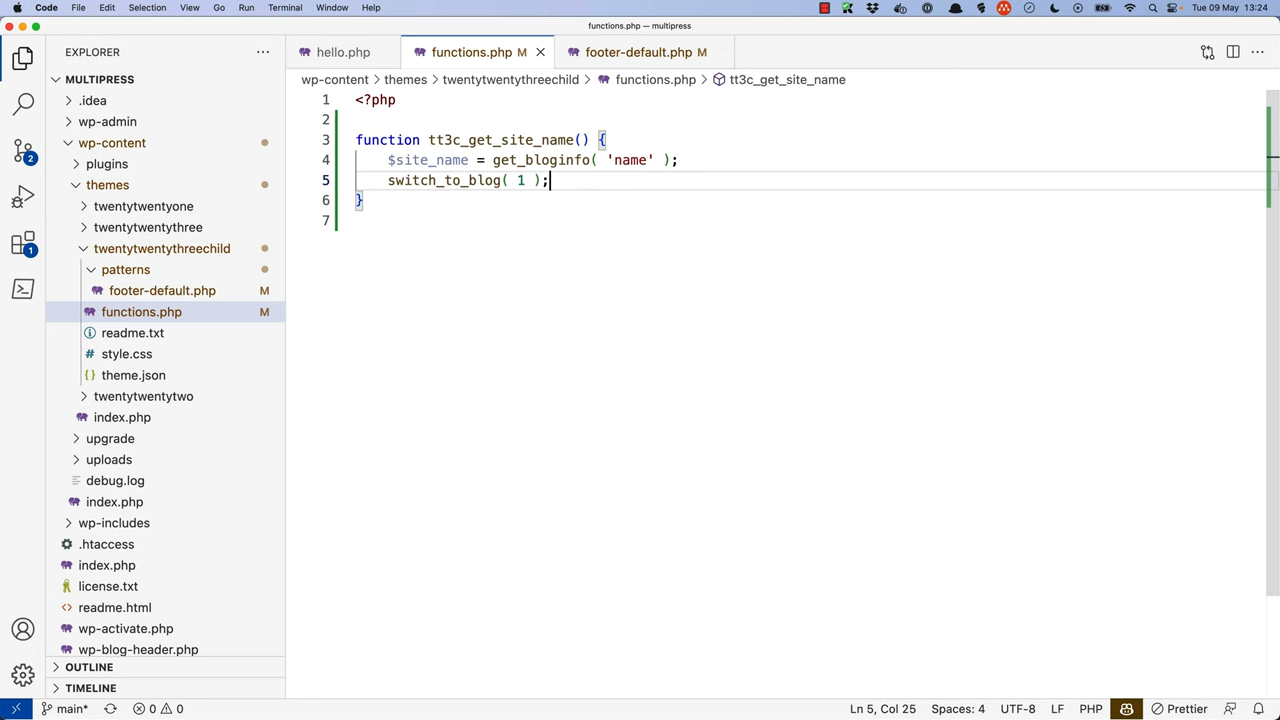 Code File Edit Selection View Go Run Terminal Window Help Tue 09 May 13:24
functions.php — multipress
EXPLORER
hello.php functions.php M footer-default.php M
MULTIPRESS
wp-content themes twentytwentythreechild functions.php tt3c_get_site_name
.idea
wp-admin
wp-content
plugins
themes
twentytwentyone
twentytwentythree
twentytwentythreechild
patterns
footer-default.php M
functions.php M
readme.txt
style.css
theme.json
twentytwentytwo
index.php
upgrade
uploads
debug.log
index.php
wp-includes
.htaccess
index.php
license.txt
readme.html
wp-activate.php
wp-blog-header.php
OUTLINE
TIMELINE
2
1
1 <?php
2
3 function tt3c_get_site_name() {
4 $site_name = get_bloginfo( 'name' );
5 switch_to_blog( 1 );
6 }
7
main* 0 0 Ln 5, Col 25 Spaces: 4 UTF-8 LF PHP Prettier